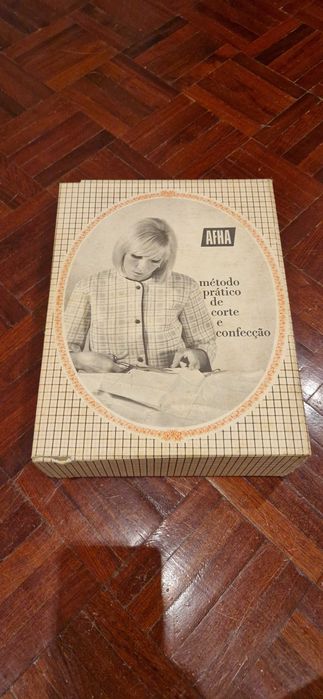 AFHA
método
prático
de
corte
e
confecção